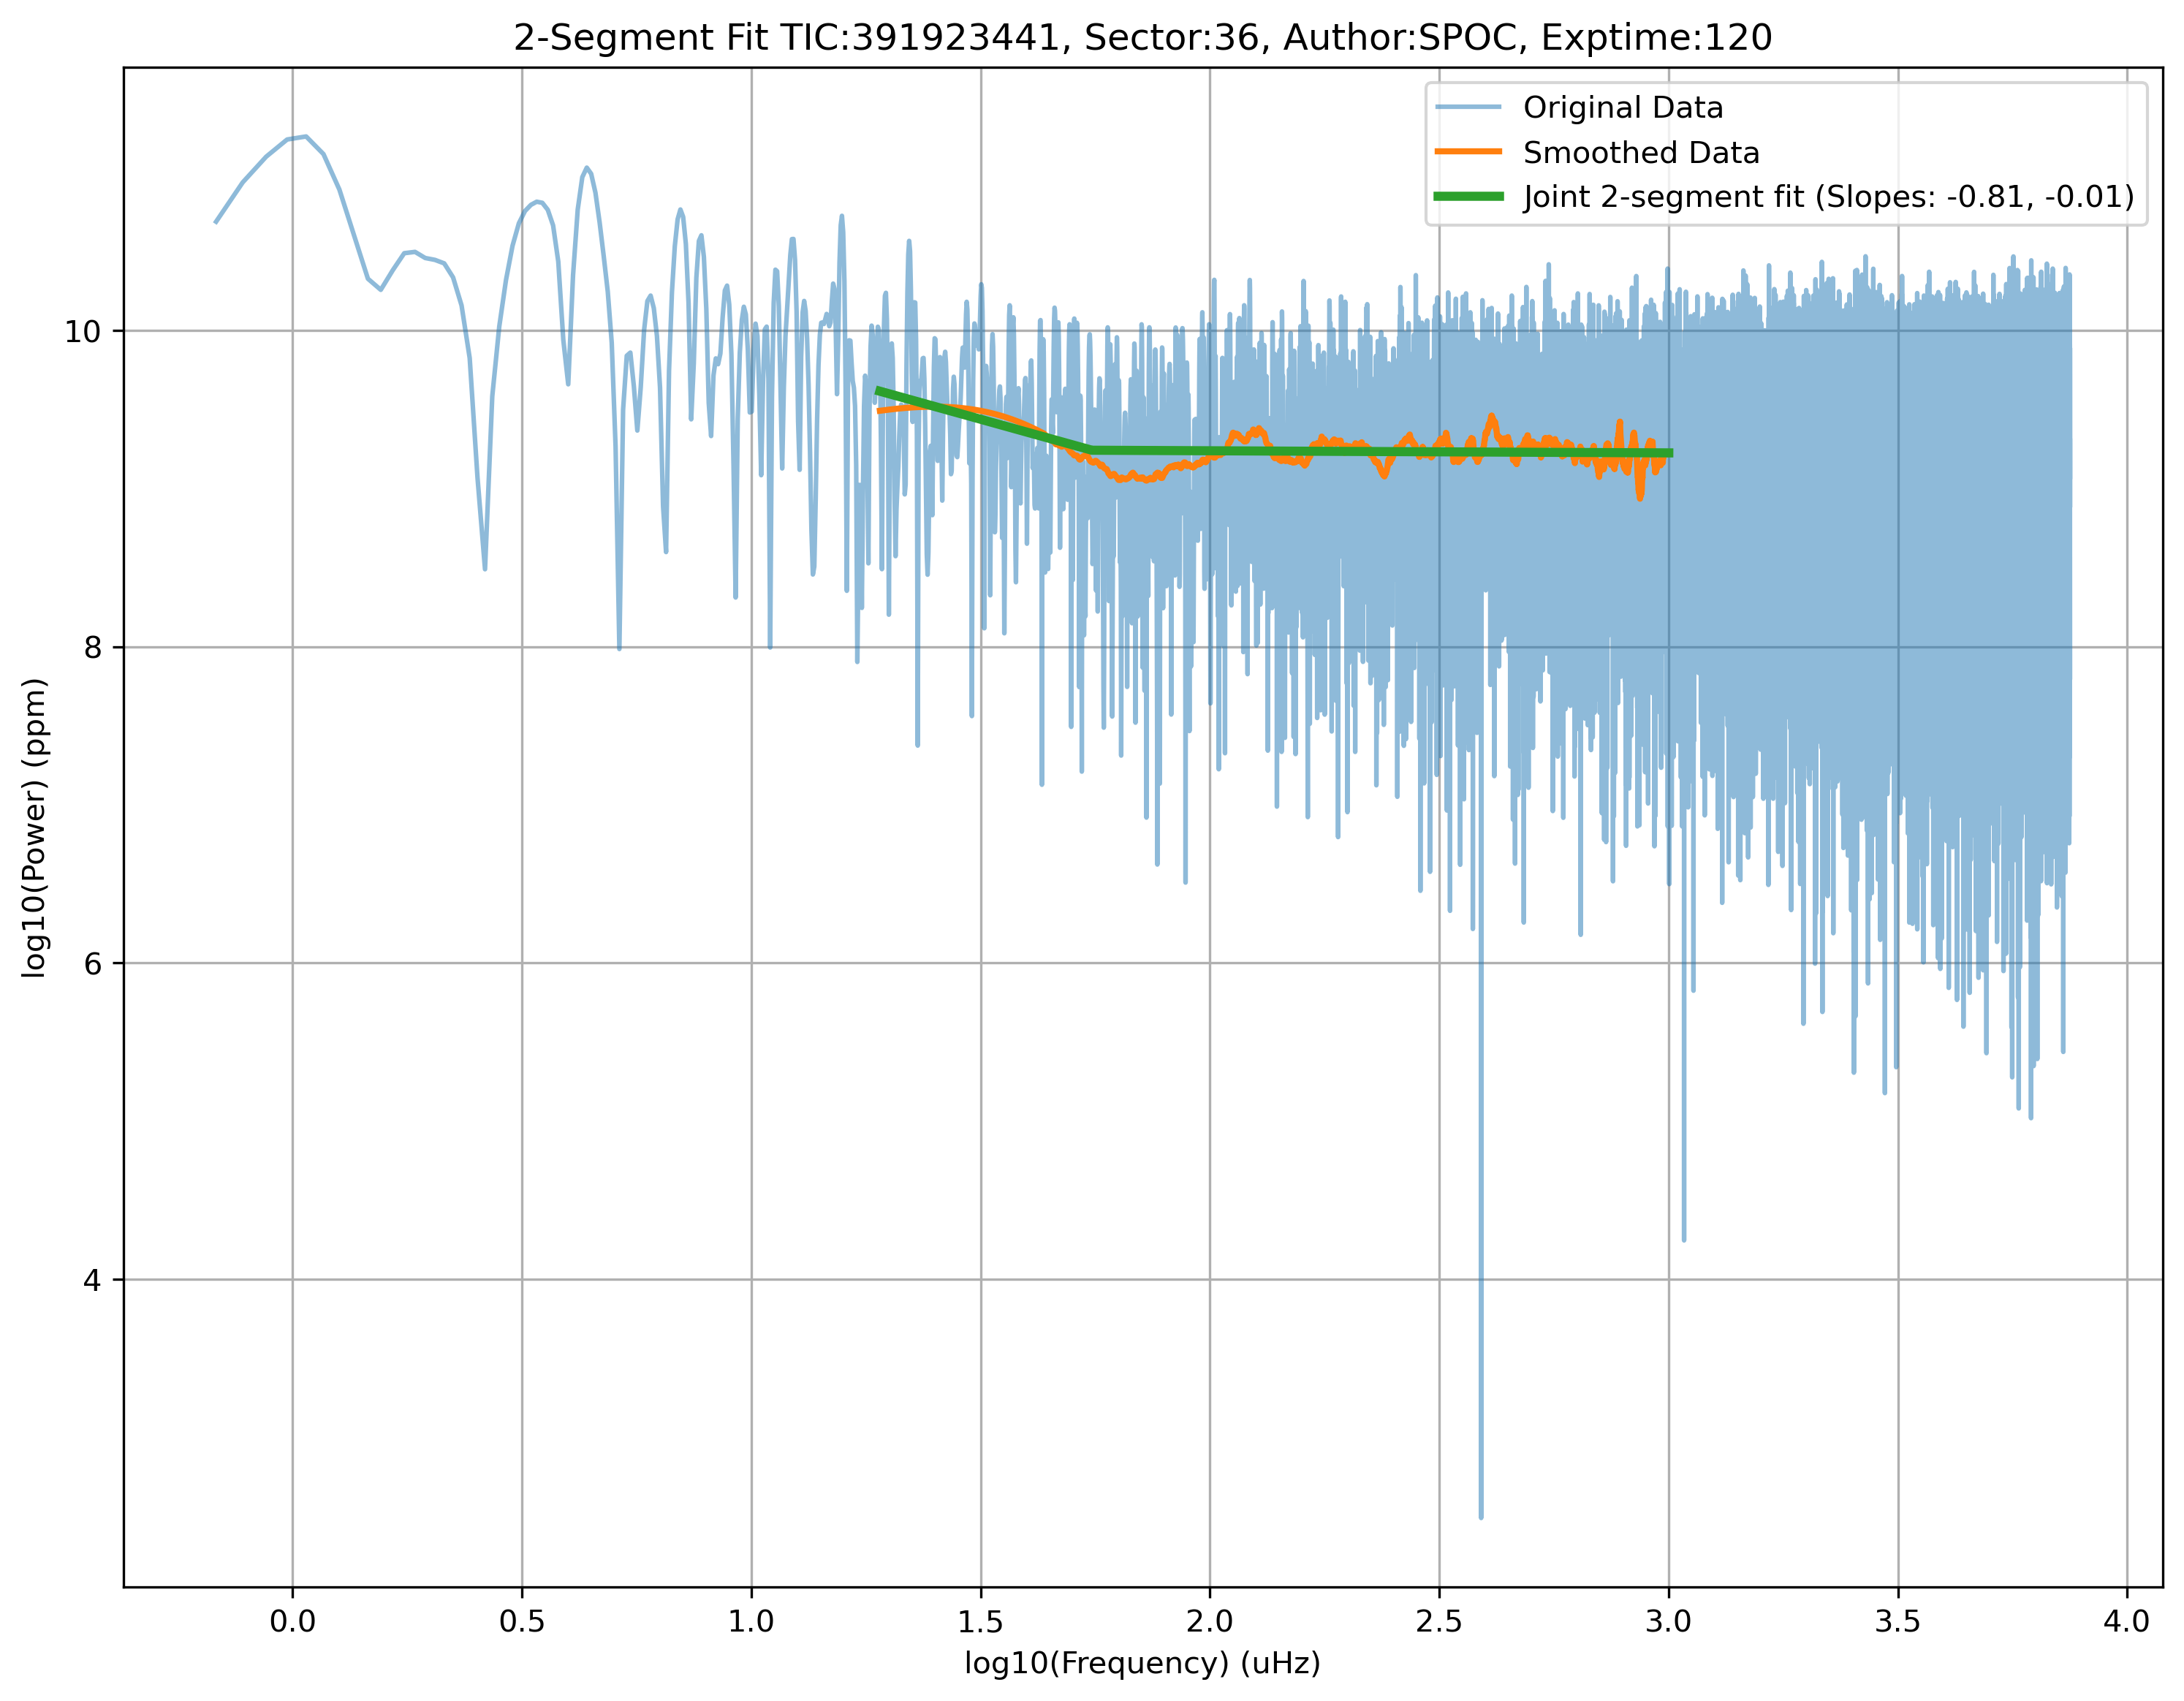 2-Segment Fit TIC:391923441, Sector:36, Author:SPOC, Exptime:120
Original Data
Smoothed Data
Joint 2-segment fit (Slopes: -0.81, -0.01)
log10(Power) (ppm)
10
8
6
4
0.0 0.5 1.0 1.5 2.0 2.5 3.0 3.5 4.0
log10(Frequency) (uHz)